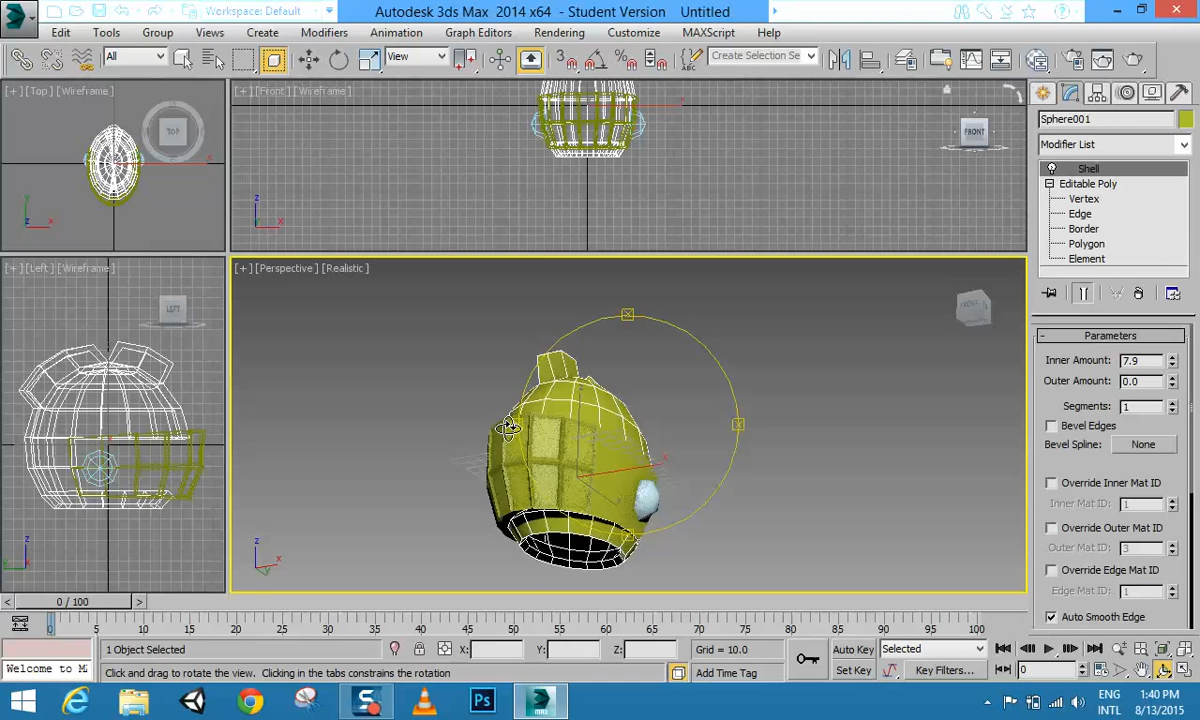 Workspace: Default
Autodesk 3ds Max 2014 x64 - Student Version Untitled
Edit Tools Group Views Create Modifiers Animation Graph Editors Rendering Customize MAXScript Help
All View Create Selection Se
[+] [Top] [Wireframe]
TOP
[+] [Front] [Wireframe]
FRONT
Sphere001
Modifier List
Shell
Editable Poly
Vertex
Edge
Border
Polygon
Element
[+] [Left] [Wireframe]
LEFT
[+] [Perspective] [Realistic]
Parameters
Inner Amount: 7.9
Outer Amount: 0.0
Segments: 1
Bevel Edges
Bevel Spline: None
Override Inner Mat ID
Inner Mat ID: 1
Override Outer Mat ID
Outer Mat ID: 3
Override Edge Mat ID
Edge Mat ID: 1
Auto Smooth Edge
0 / 100
0 5 10 15 20 25 30 35 40 45 50 55 60 65 70 75 80 85 90 95 100
1 Object Selected X: Y: Z: Grid = 10.0 Auto Key Selected
Welcome to M Click and drag to rotate the view. Clicking in the tabs constrains the rotation Add Time Tag Set Key Key Filters... 0
ENG 1:40 PM
INTL 8/13/2015